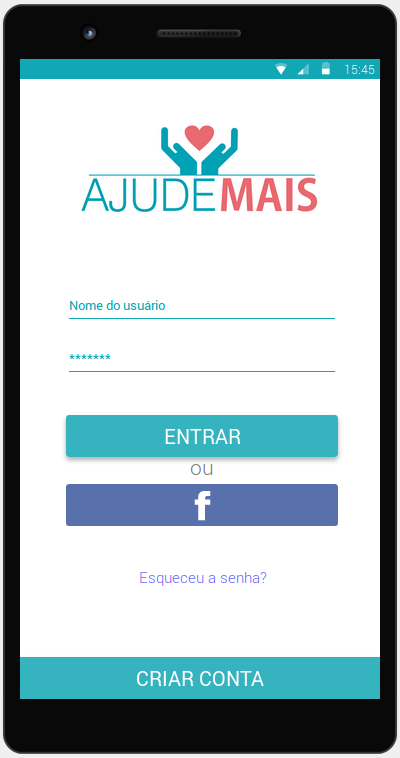 15:45
AJUDEMAIS
Nome do usuário
*******
ENTRAR
ou
f
Esqueceu a senha?
CRIAR CONTA